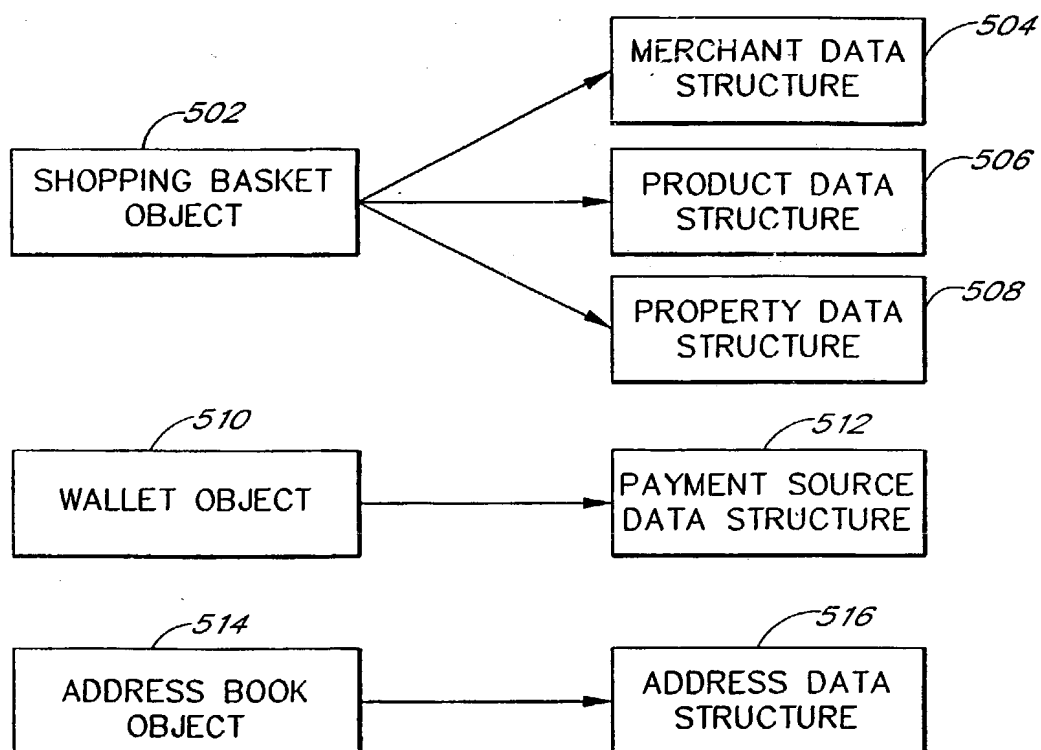 504
MERCHANT DATA
STRUCTURE
502
SHOPPING BASKET
OBJECT
506
PRODUCT DATA
STRUCTURE
508
PROPERTY DATA
STRUCTURE
510
WALLET OBJECT
512
PAYMENT SOURCE
DATA STRUCTURE
514
ADDRESS BOOK
OBJECT
516
ADDRESS DATA
STRUCTURE